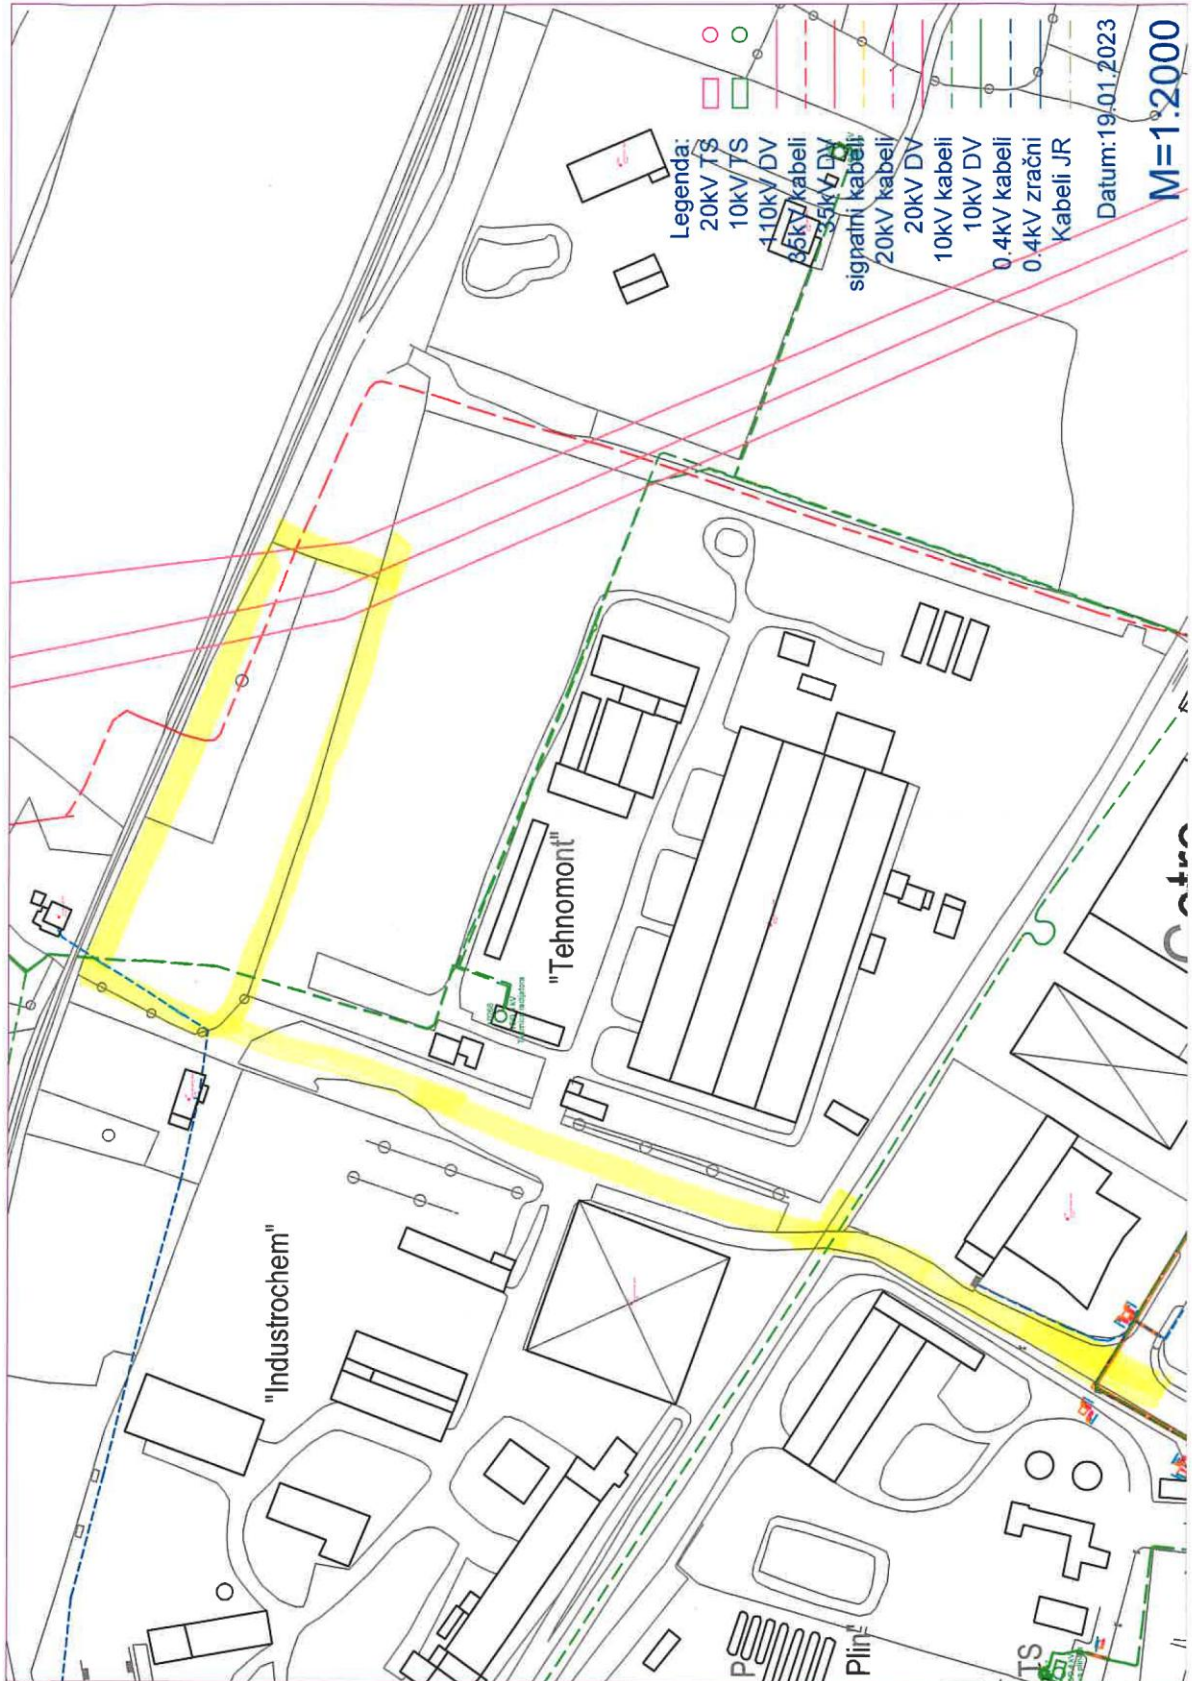 Legenda:
20kV TS
10kV TS
110kV DV
35kV kabeli
35kV DV
signalni kabeli
20kV kabeli
20kV DV
10kV kabeli
10kV DV
0.4kV kabeli
0.4kV zračni
Kabeli JR
Datum:19.01.2023
M=1:2000
"Tehnomont"
"Industrochem"
Plin"
TS